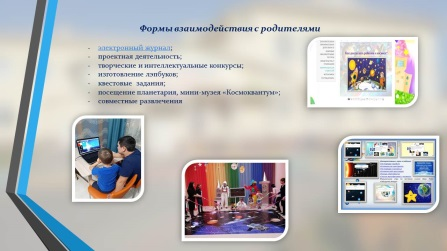 Формы взаимодействия с родителями
- электронный журнал;
- проектная деятельность;
- творческие и интеллектуальные конкурсы;
- изготовление лэпбуков;
- квестовые задания;
- посещение планетария, мини-музея «Космоквантум»;
- совместные развлечения